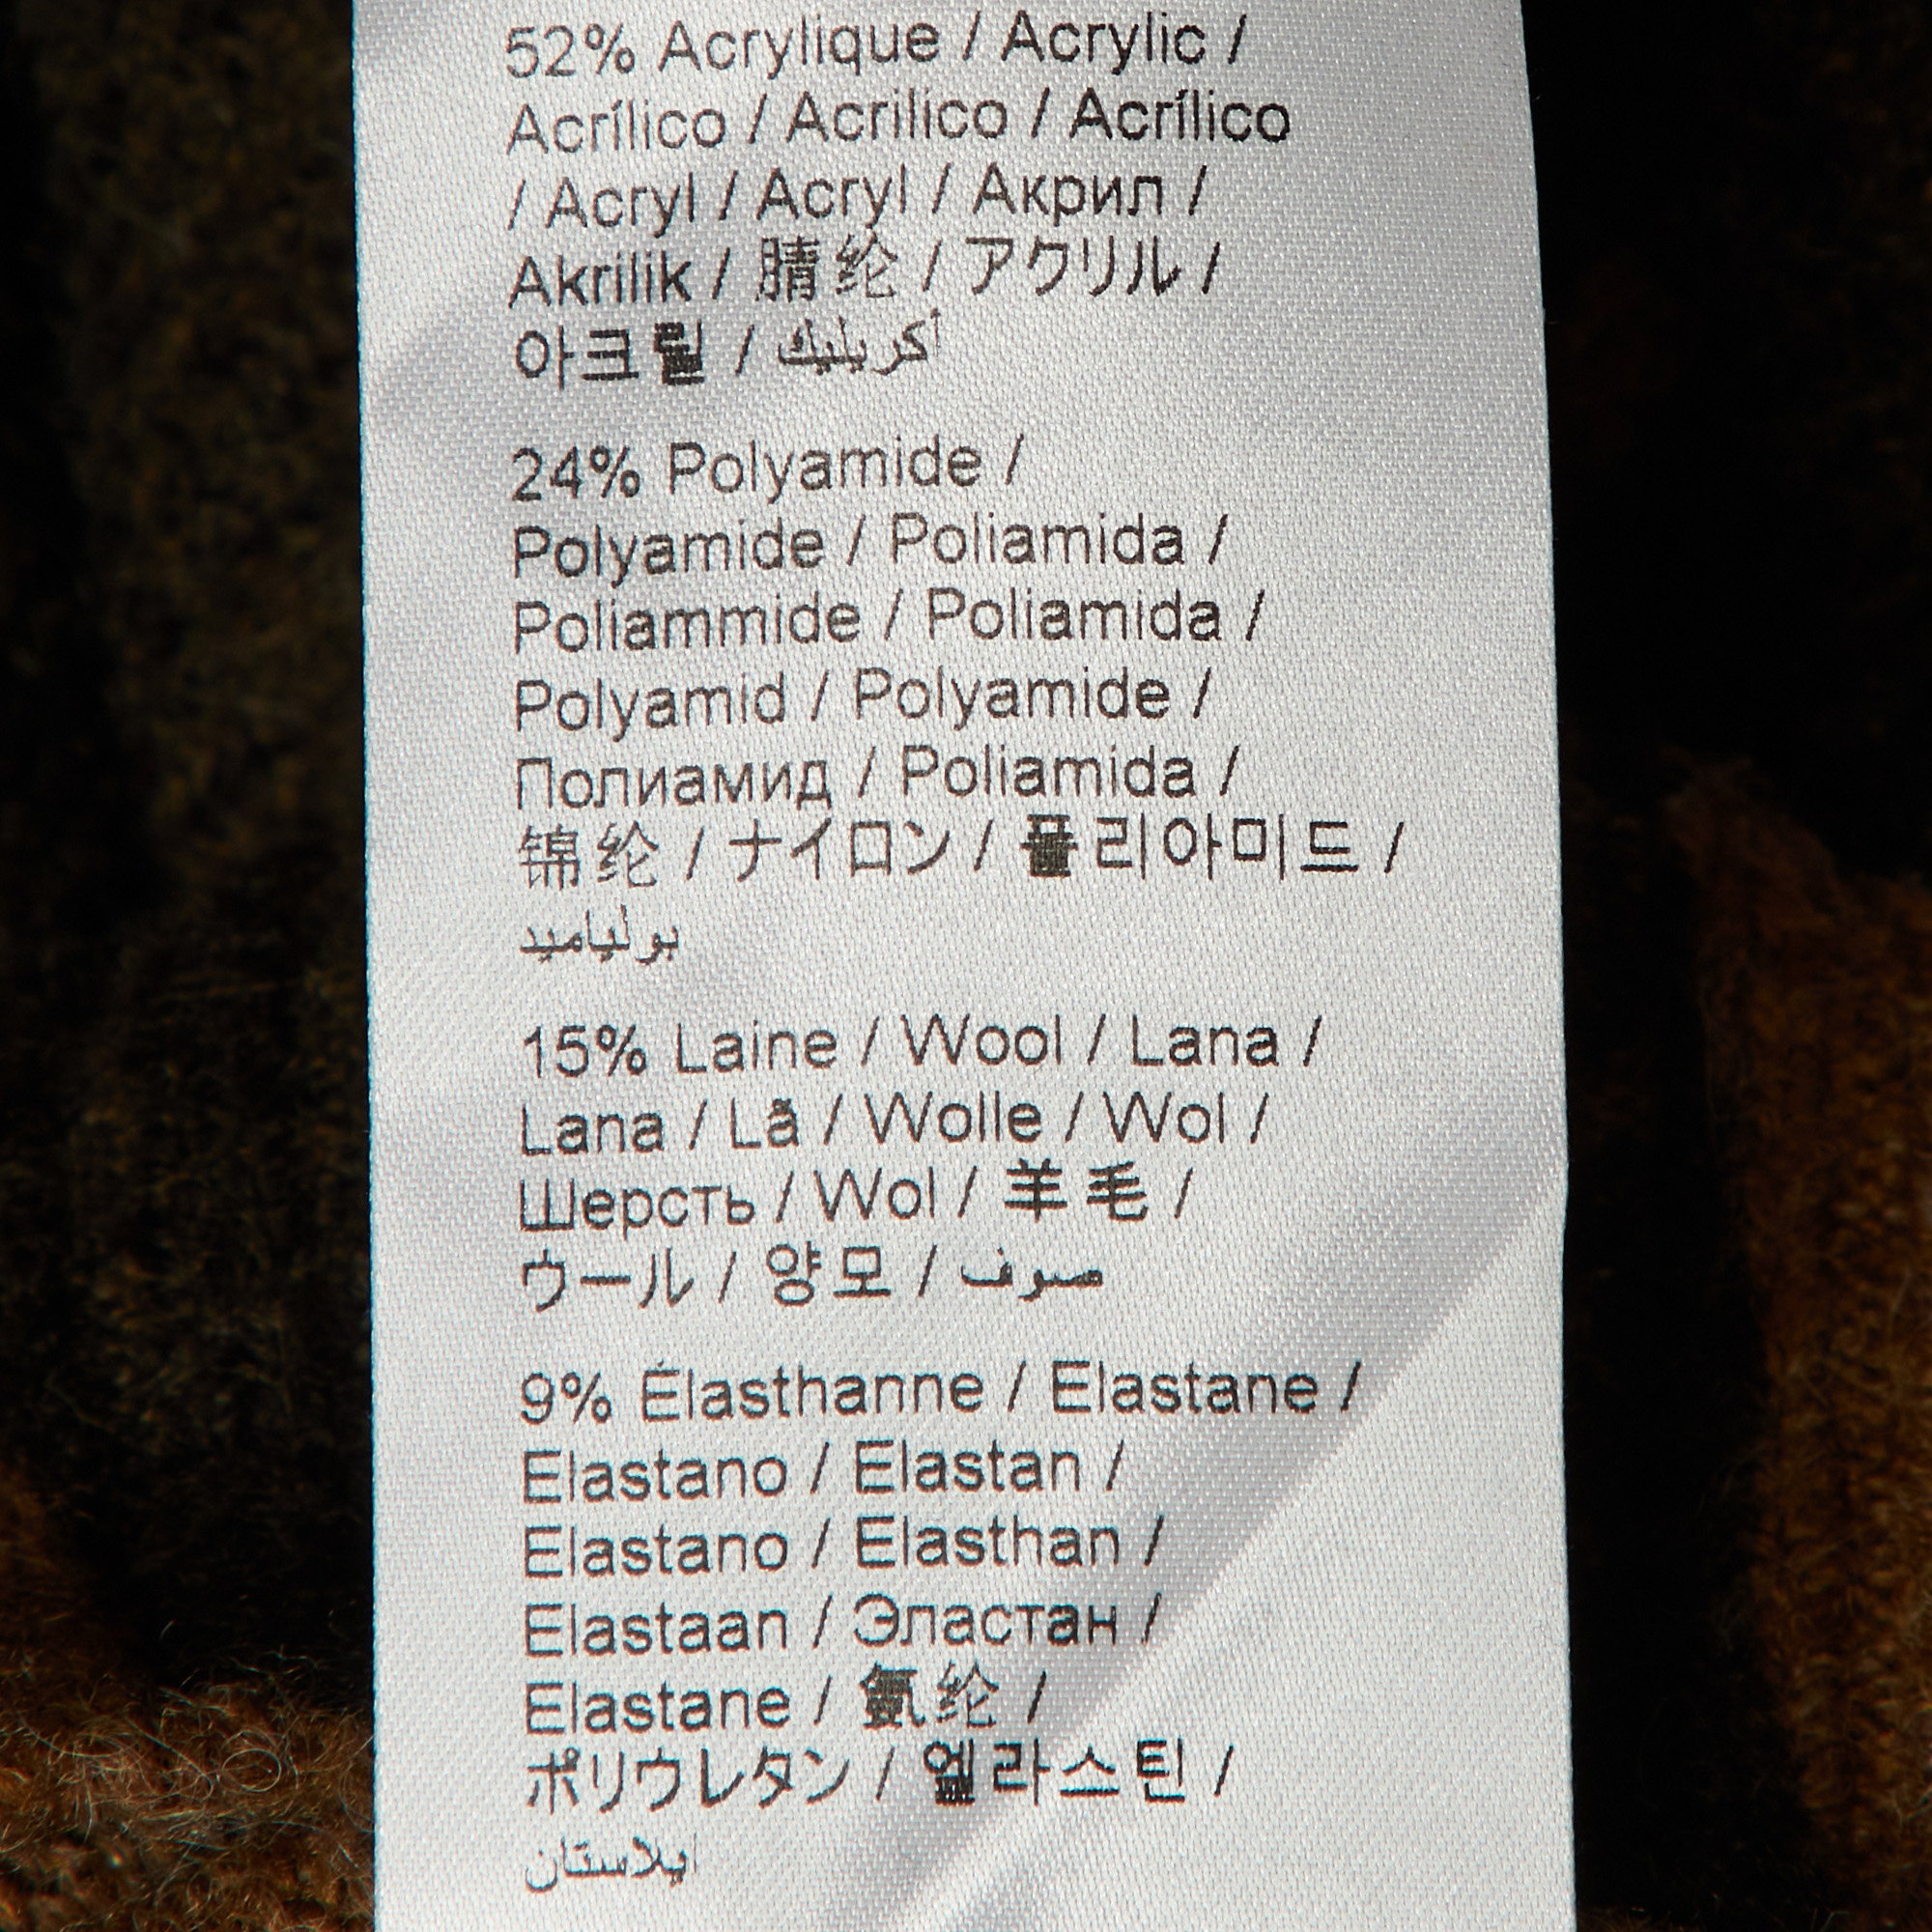 52% Acrylique / Acrylic /
Acrílico / Acrilico / Acrílico
/ Acryl / Acryl / Акрил /
Akrilik / 腈纶 / アクリル /
아크릴 / أكريليك
24% Polyamide /
Polyamide / Poliamida /
Poliammide / Poliamida /
Polyamid / Polyamide /
Полиамид / Poliamida /
锦纶 / ナイロン / 폴리아미드 /
بولياميد
15% Laine / Wool / Lana /
Lana / Lã / Wolle / Wol /
Шерсть / Wol / 羊毛 /
ウール / 양모 / صوف
9% Élasthanne / Elastane /
Elastano / Elastan /
Elastano / Elasthan /
Elastaan / Эластан /
Elastane / 氨纶 /
ポリウレタン / 엘라스틴 /
ايلاستان